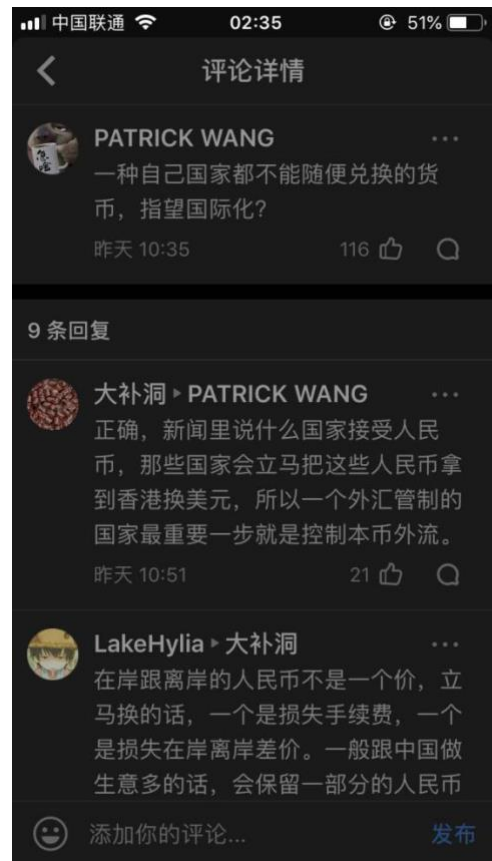 中国联通 02:35 51%
评论详情
PATRICK WANG
一种自己国家都不能随便兑换的货
币，指望国际化？
昨天 10:35 116
9 条回复
大补洞 PATRICK WANG
正确，新闻里说什么国家接受人民
币，那些国家会立马把这些人民币拿
到香港换美元，所以一个外汇管制的
国家最重要一步就是控制本币外流。
昨天 10:51 21
LakeHylia 大补洞
在岸跟离岸的人民币不是一个价，立
马换的话，一个是损失手续费，一个
是损失在岸离岸差价。一般跟中国做
生意多的话，会保留一部分的人民币
添加你的评论... 发布